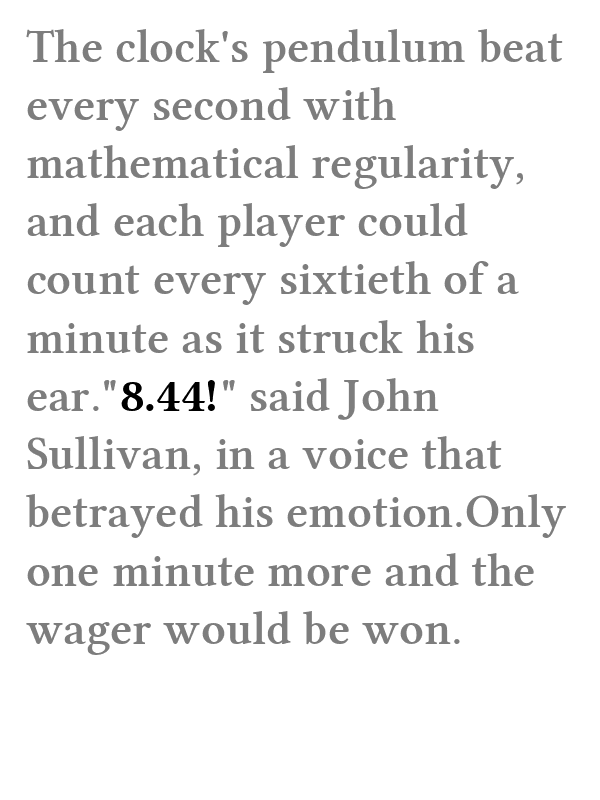 The clock's pendulum beat
every second with
mathematical regularity,
and each player could
count every sixtieth of a
minute as it struck his
ear."8.44!" said John
Sullivan, in a voice that
betrayed his emotion.Only
one minute more and the
wager would be won.